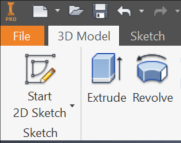 PRO
File 3D Model Sketch
Start
2D Sketch
Extrude Revolve
Sketch